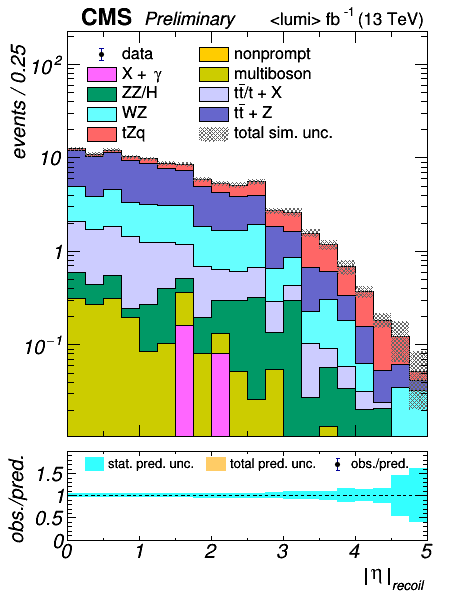 CMS Preliminary <lumi> fb⁻¹ (13 TeV)
events / 0.25
10²
10
1
10⁻¹
data
nonprompt
X + γ
multiboson
ZZ/H
tt̄/t + X
WZ
tt̄ + Z
tZq
total sim. unc.
obs./pred.
1.5
1
0.5
0
stat. pred. unc.
total pred. unc.
obs./pred.
0 1 2 3 4 5
|η|recoil